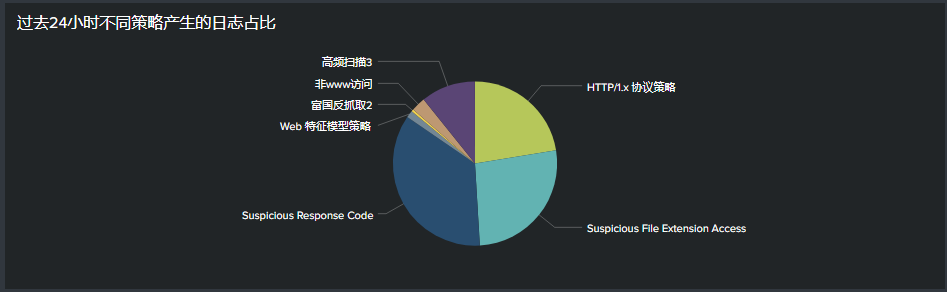 过去24小时不同策略产生的日志占比
高频扫描3
非www访问
富国反抓取2
Web 特征模型策略
Suspicious Response Code
HTTP/1.x 协议策略
Suspicious File Extension Access